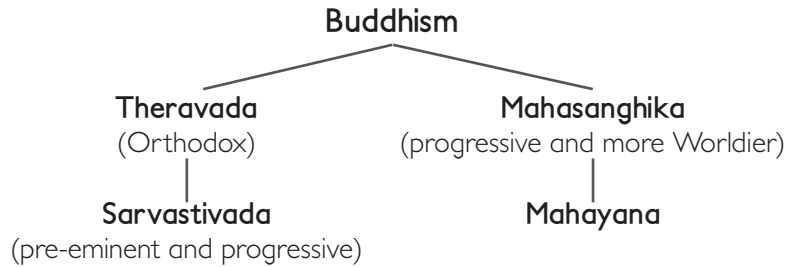 Buddhism
Theravada
(Orthodox)
Mahasanghika
(progressive and more Worldier)
Sarvastivada
(pre-eminent and progressive)
Mahayana